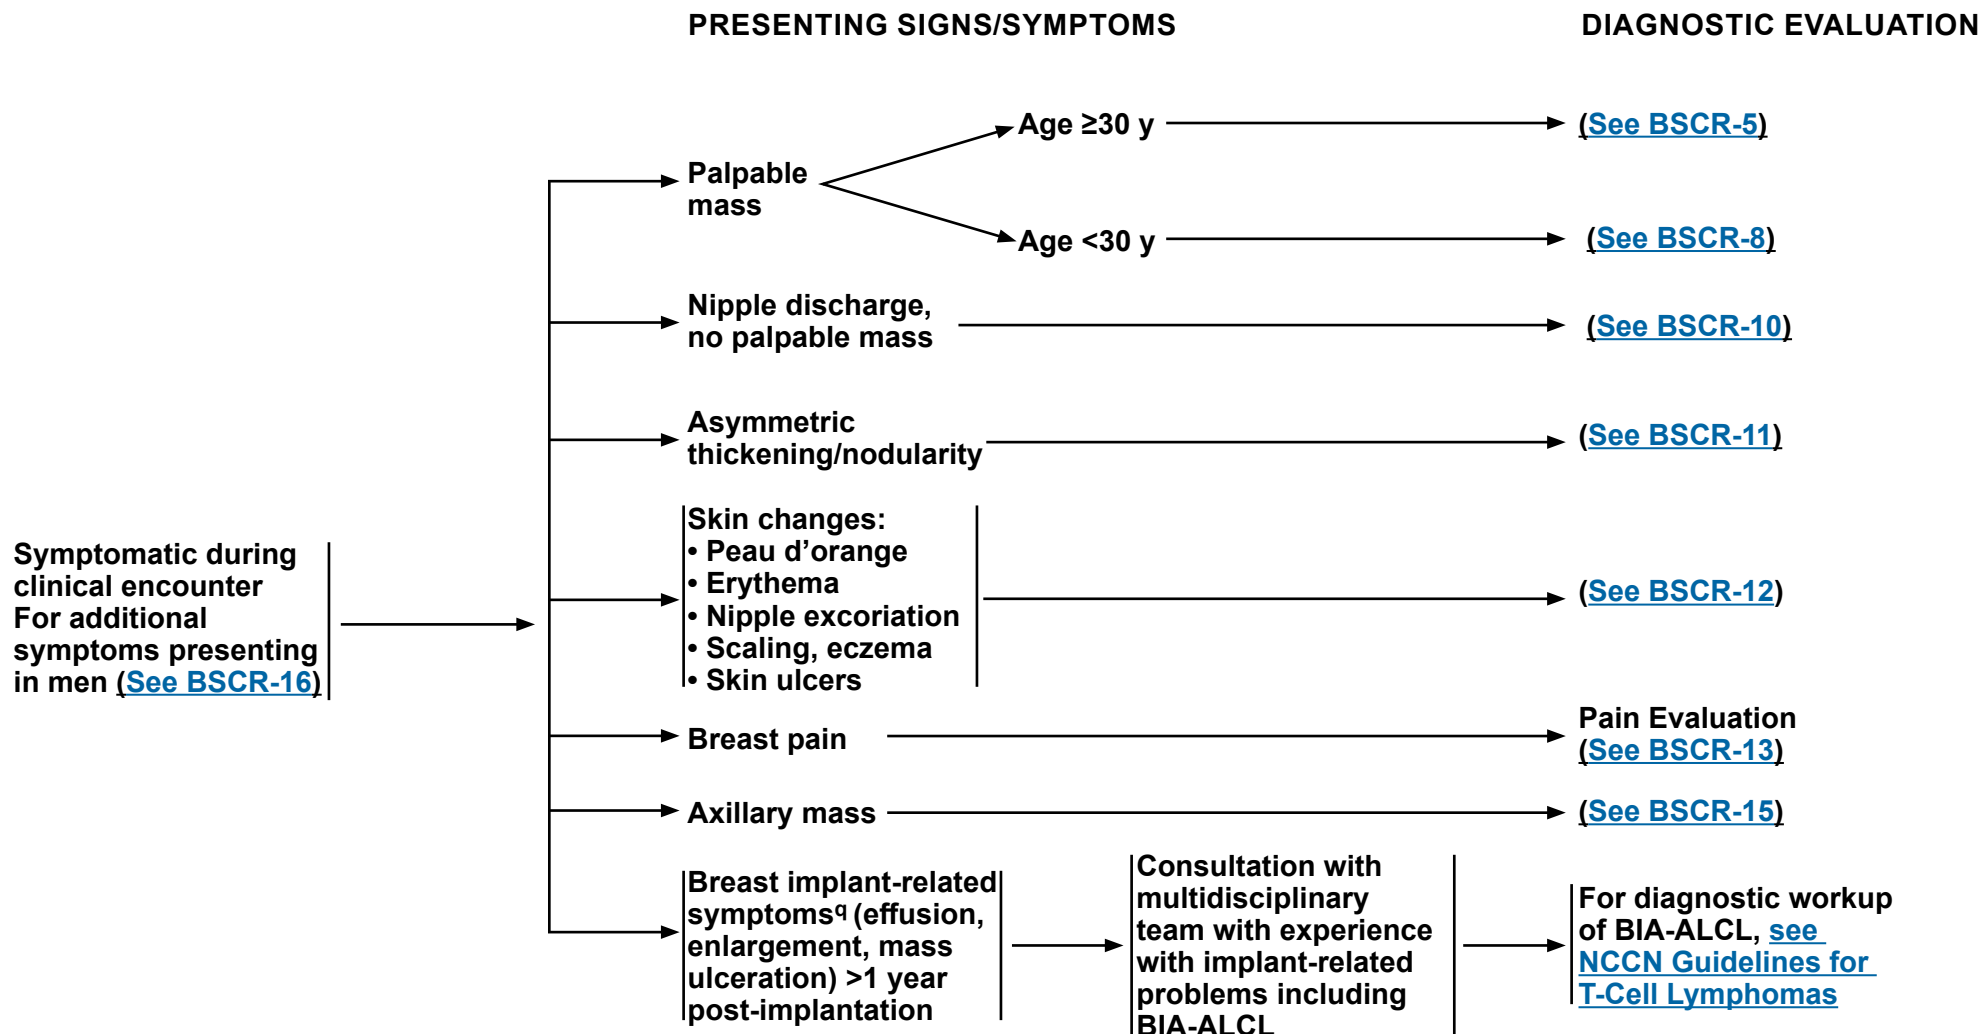 PRESENTING SIGNS/SYMPTOMS
DIAGNOSTIC EVALUATION
Palpable
mass
Age ≥30 y
(See BSCR-5)
Age <30 y
(See BSCR-8)
Nipple discharge,
no palpable mass
(See BSCR-10)
Asymmetric
thickening/nodularity
(See BSCR-11)
Symptomatic during
clinical encounter
For additional
symptoms presenting
in men (See BSCR-16)
Skin changes:
• Peau d’orange
• Erythema
• Nipple excoriation
• Scaling, eczema
• Skin ulcers
(See BSCR-12)
Breast pain
Pain Evaluation
(See BSCR-13)
Axillary mass
(See BSCR-15)
Breast implant-related
symptomsq (effusion,
enlargement, mass
ulceration) >1 year
post-implantation
Consultation with
multidisciplinary
team with experience
with implant-related
problems including
BIA-ALCL
For diagnostic workup
of BIA-ALCL, see
NCCN Guidelines for
T-Cell Lymphomas